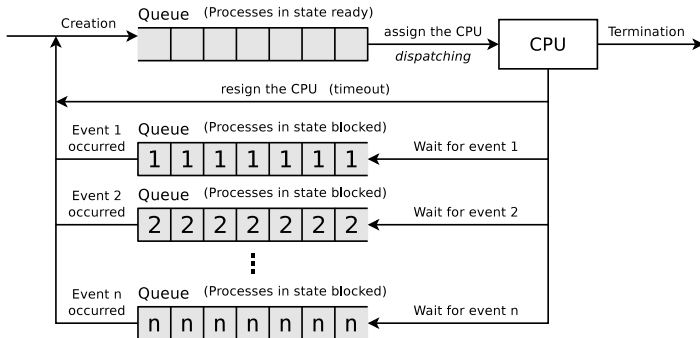 Queue (Processes in state ready)
Creation
assign the CPU
dispatching
CPU
Termination
resign the CPU (timeout)
Event 1
occurred
Queue (Processes in state blocked)
1 1 1 1 1 1 1
Wait for event 1
Event 2
occurred
Queue (Processes in state blocked)
2 2 2 2 2 2 2
Wait for event 2
Event n
occurred
Queue (Processes in state blocked)
n n n n n n n
Wait for event n